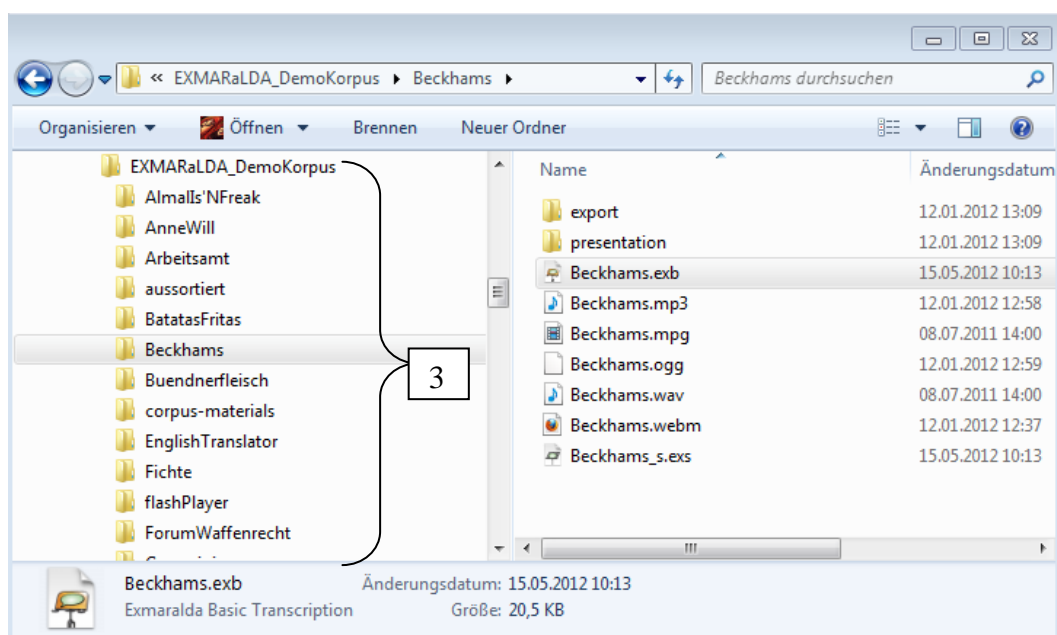 « EXMARaLDA_DemoKorpus Beckhams
Beckhams durchsuchen
Organisieren Öffnen Brennen Neuer Ordner
EXMARaLDA_DemoKorpus
AlmaIIs'NFreak
AnneWill
Arbeitsamt
aussortiert
BatatasFritas
Beckhams
Buendnerfleisch
corpus-materials
EnglishTranslator
Fichte
flashPlayer
ForumWaffenrecht
3
Name Änderungsdatum
export 12.01.2012 13:09
presentation 12.01.2012 13:09
Beckhams.exb 15.05.2012 10:13
Beckhams.mp3 12.01.2012 12:58
Beckhams.mpg 08.07.2011 14:00
Beckhams.ogg 12.01.2012 12:59
Beckhams.wav 08.07.2011 14:00
Beckhams.webm 12.01.2012 12:37
Beckhams_s.exs 15.05.2012 10:13
Beckhams.exb Änderungsdatum: 15.05.2012 10:13
Exmaralda Basic Transcription Größe: 20,5 KB